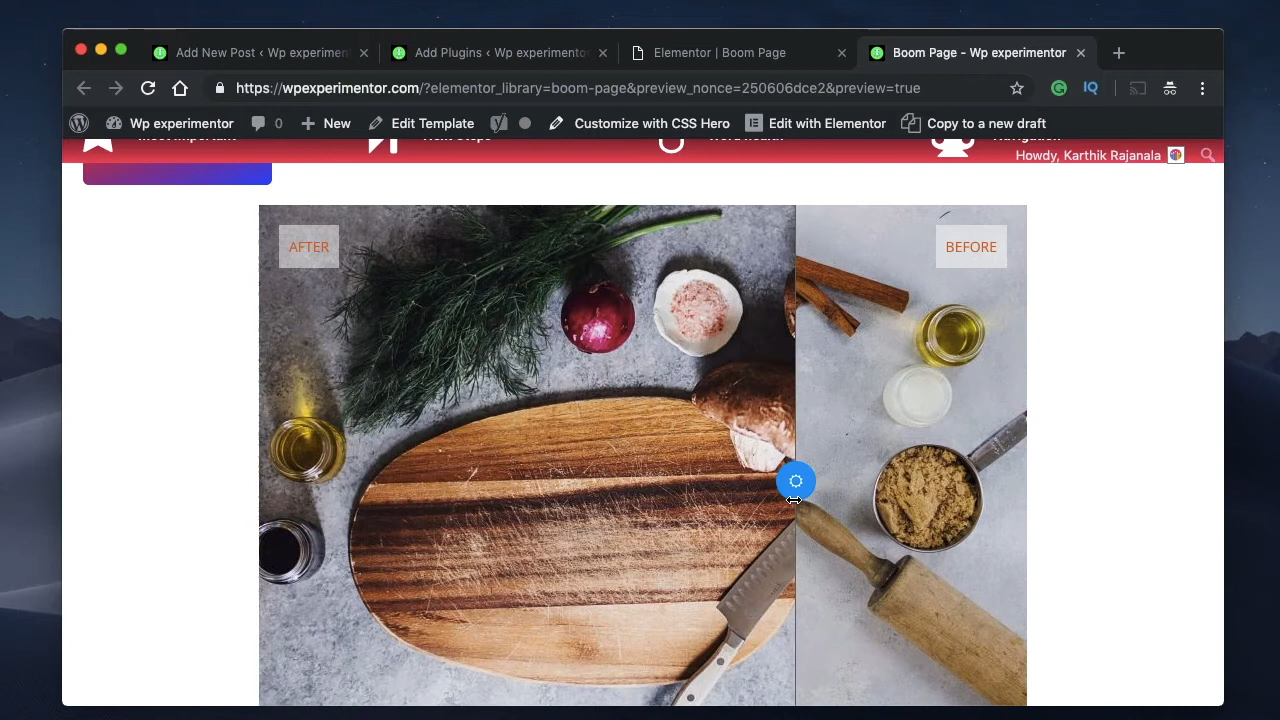 Add New Post ‹ Wp experimen
Add Plugins ‹ Wp experimento
Elementor | Boom Page
Boom Page - Wp experimentor
https://wpexperimentor.com/?elementor_library=boom-page&preview_nonce=250606dce2&preview=true
IQ
Wp experimentor
0
New
Edit Template
Customize with CSS Hero
Edit with Elementor
Copy to a new draft
Howdy, Karthik Rajanala
AFTER
BEFORE